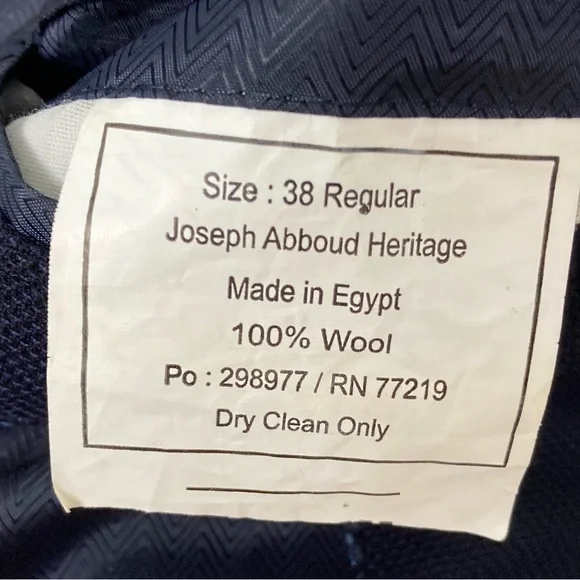 Size : 38 Regular
Joseph Abboud Heritage
Made in Egypt
100% Wool
Po : 298977 / RN 77219
Dry Clean Only